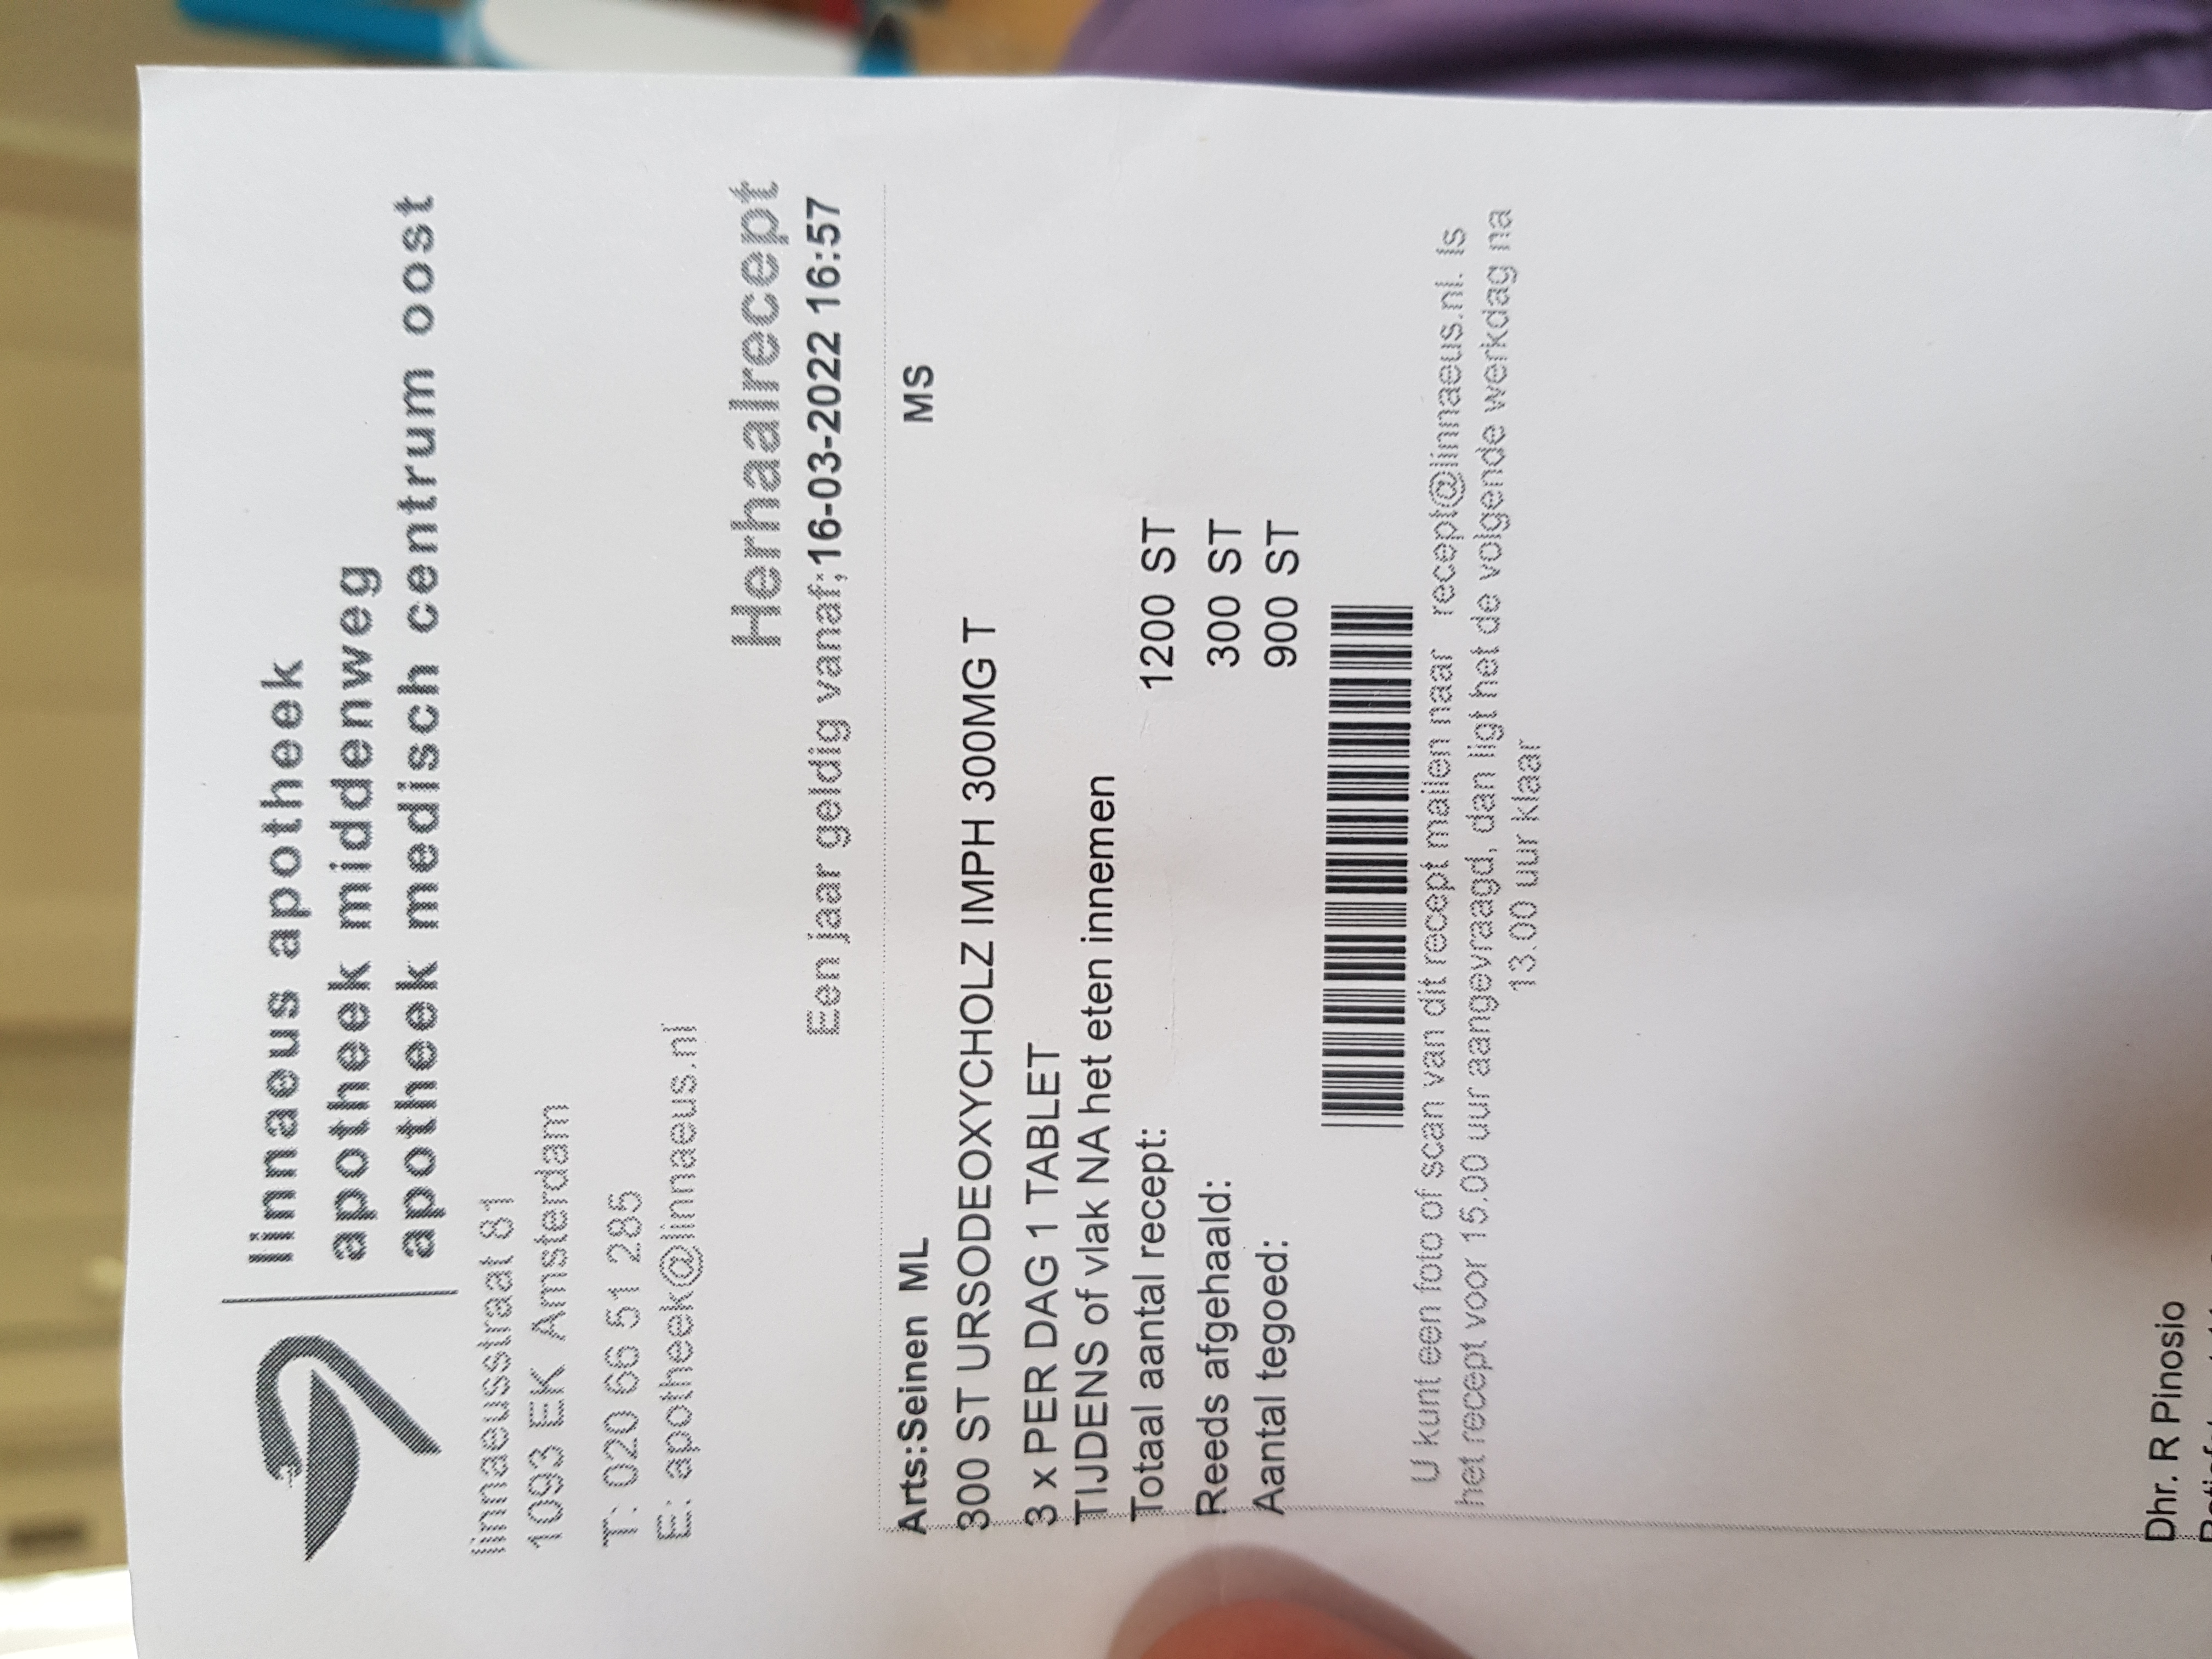 linnaeus apotheek
apotheek middenweg
apotheek medisch centrum oost
linnaeusstraat 81
1093 EK Amsterdam
T: 020 66 51 285
E: apotheek@linnaeus.nl
Herhaalrecept
Een jaar geldig vanaf;16-03-2022 16:57
Arts:Seinen ML MS
300 ST URSODEOXYCHOLZ IMPH 300MG T
3 x PER DAG 1 TABLET
TIJDENS of vlak NA het eten innemen
Totaal aantal recept: 1200 ST
Reeds afgehaald: 300 ST
Aantal tegoed: 900 ST
U kunt een foto of scan van dit recept mailen naar recept@linnaeus.nl. Is
het recept voor 15.00 uur aangevraagd, dan ligt het de volgende werkdag na
13.00 uur klaar
Dhr. R Pinosio